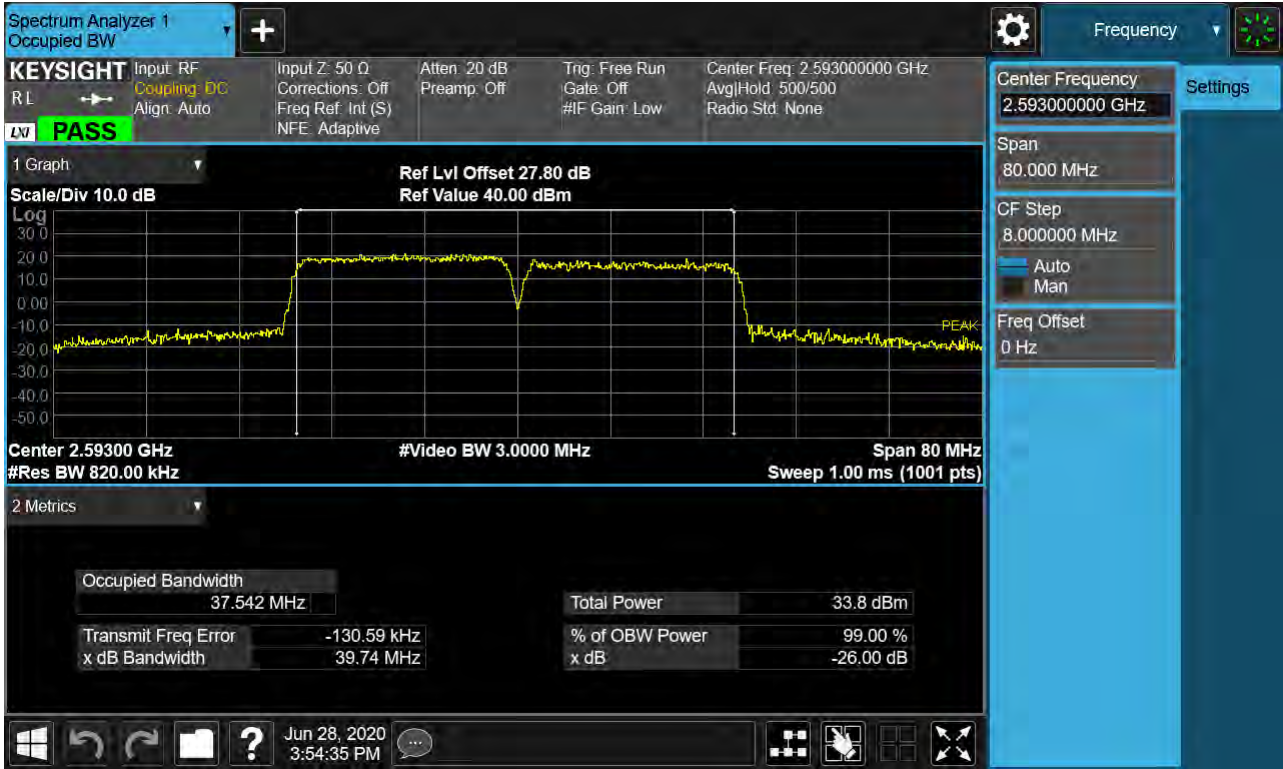 Spectrum Analyzer 1
Occupied BW
+
Frequency
KEYSIGHT
RL
LXI
PASS
Input: RF
Coupling: DC
Align: Auto
Input Z: 50 Ω
Corrections: Off
Freq Ref: Int (S)
NFE: Adaptive
Atten: 20 dB
Preamp: Off
Trig: Free Run
Gate: Off
#IF Gain: Low
Center Freq: 2.593000000 GHz
Avg|Hold: 500/500
Radio Std: None
Center Frequency
2.593000000 GHz
Settings
Span
80.000 MHz
CF Step
8.000000 MHz
Auto
Man
Freq Offset
0 Hz
1 Graph
Scale/Div 10.0 dB
Ref Lvl Offset 27.80 dB
Ref Value 40.00 dBm
Log
30.0
20.0
10.0
0.00
-10.0
-20.0
-30.0
-40.0
-50.0
PEAK
Center 2.59300 GHz
#Video BW 3.0000 MHz
Span 80 MHz
#Res BW 820.00 kHz
Sweep 1.00 ms (1001 pts)
2 Metrics
Occupied Bandwidth
37.542 MHz
Total Power 33.8 dBm
Transmit Freq Error -130.59 kHz
% of OBW Power 99.00 %
x dB Bandwidth 39.74 MHz
x dB -26.00 dB
?
Jun 28, 2020
3:54:35 PM